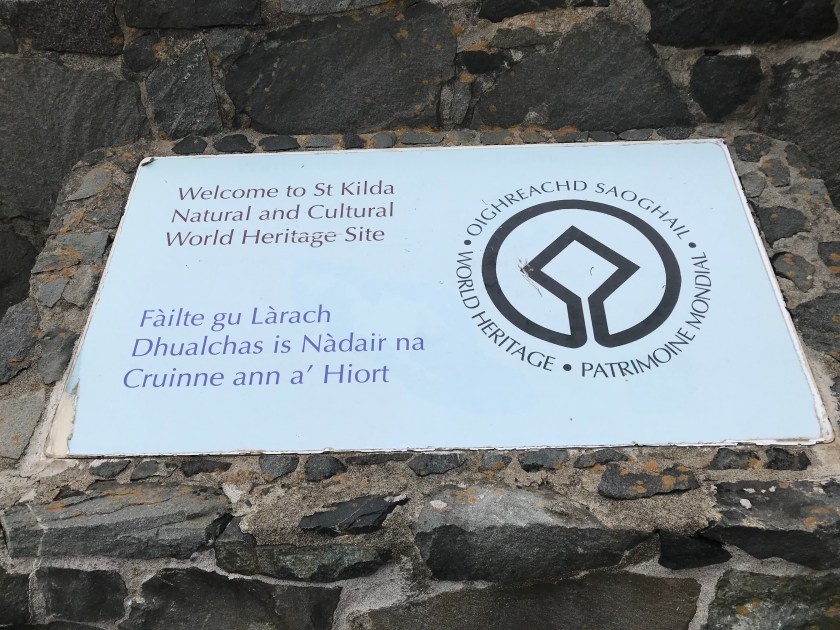 Welcome to St Kilda
Natural and Cultural
World Heritage Site
Fàilte gu Làrach
Dhualchas is Nàdair na
Cruinne ann a' Hiort
• OIGHREACHD SAOGHAIL •
WORLD HERITAGE •
PATRIMOINE MONDIAL